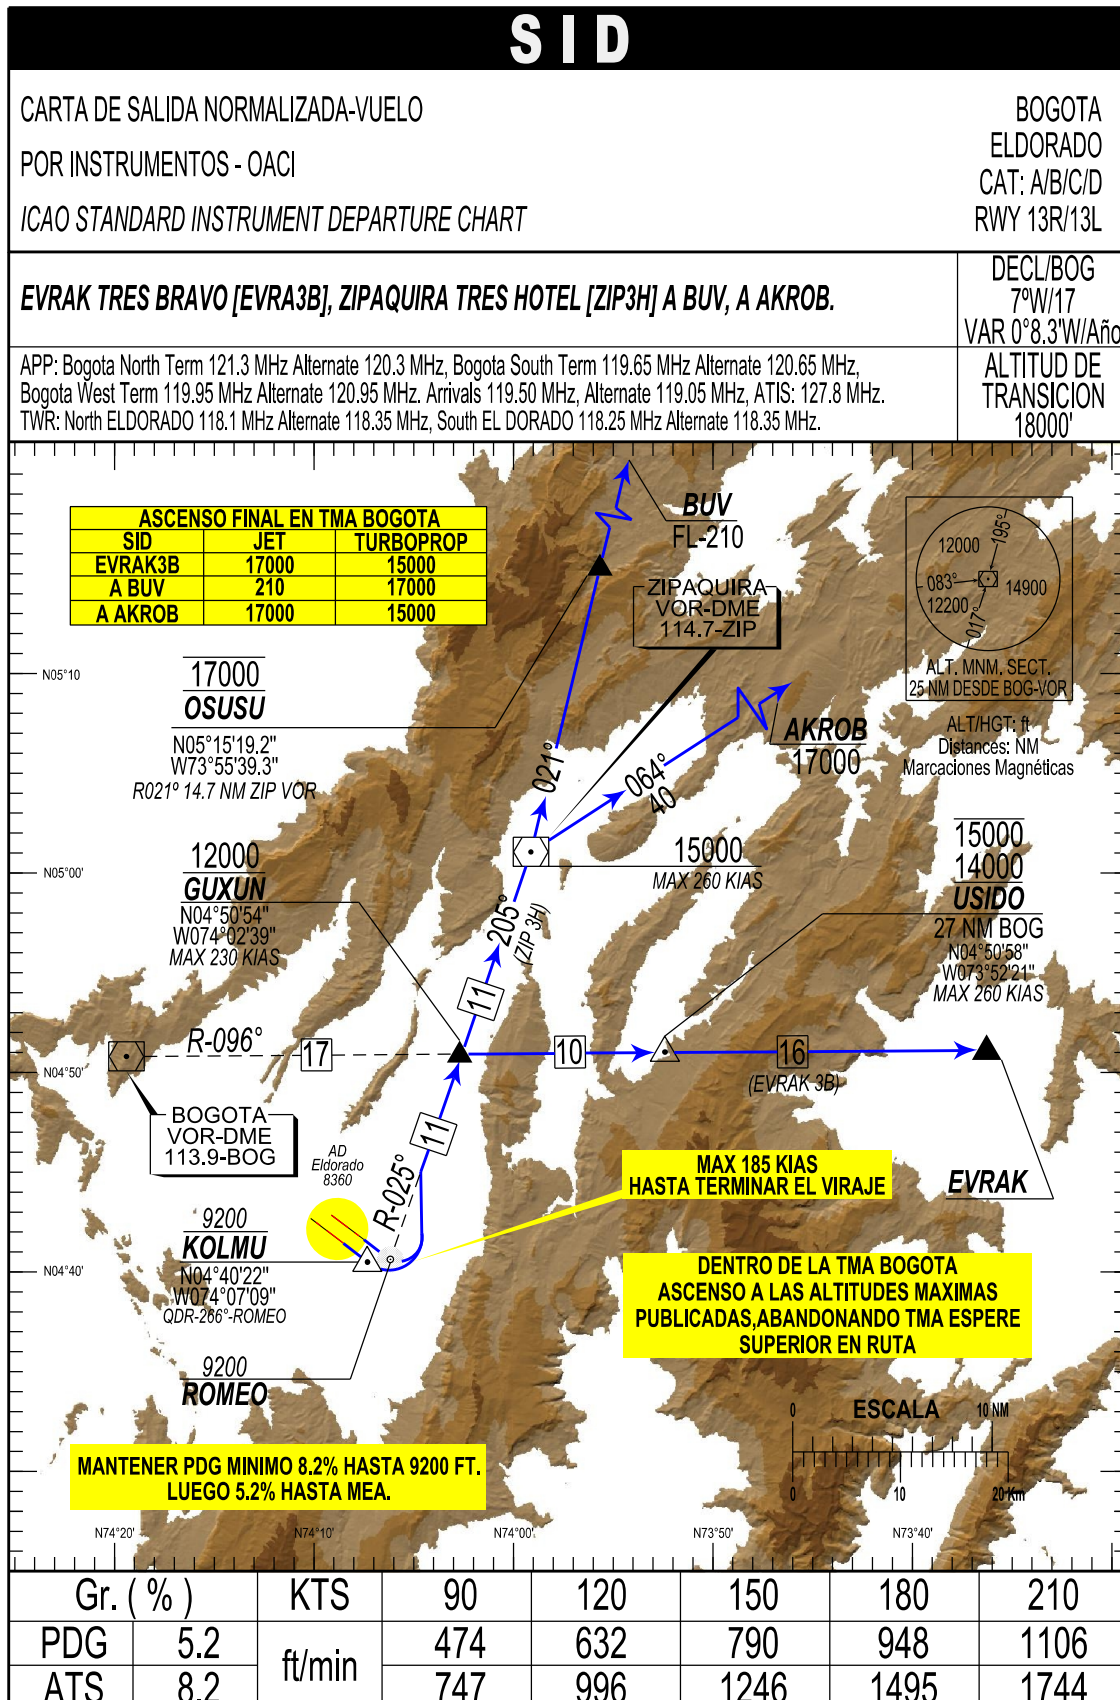 SID
CARTA DE SALIDA NORMALIZADA-VUELO
POR INSTRUMENTOS - OACI
ICAO STANDARD INSTRUMENT DEPARTURE CHART
BOGOTA
ELDORADO
CAT: A/B/C/D
RWY 13R/13L
EVRAK TRES BRAVO [EVRA3B], ZIPAQUIRA TRES HOTEL [ZIP3H] A BUV, A AKROB.
DECL/BOG
7ºW/17
VAR 0°8.3'W/Año
APP: Bogota North Term 121.3 MHz Alternate 120.3 MHz, Bogota South Term 119.65 MHz Alternate 120.65 MHz,
Bogota West Term 119.95 MHz Alternate 120.95 MHz. Arrivals 119.50 MHz, Alternate 119.05 MHz, ATIS: 127.8 MHz.
TWR: North ELDORADO 118.1 MHz Alternate 118.35 MHz, South EL DORADO 118.25 MHz Alternate 118.35 MHz.
ALTITUD DE
TRANSICION
18000'
ASCENSO FINAL EN TMA BOGOTA
SID JET TURBOPROP
EVRAK3B 17000 15000
A BUV 210 17000
A AKROB 17000 15000
BUV
FL-210
ZIPAQUIRA
VOR-DME
114.7-ZIP
195°
12000
083°
14900
12200
017°
ALT. MNM. SECT.
25 NM DESDE BOG-VOR
ALT/HGT: ft
Distances: NM
Marcaciones Magnéticas
N05°10
17000
OSUSU
N05°15'19.2"
W73°55'39.3"
R021º 14.7 NM ZIP VOR
AKROB
17000
021°
064°
40
12000
GUXUN
N04°50'54"
W074°02'39"
MAX 230 KIAS
N05°00'
15000
MAX 260 KIAS
15000
14000
USIDO
27 NM BOG
N04°50'58"
W073°52'21"
MAX 260 KIAS
205°
(ZIP 3H)
11
R-096°
17
10
16
(EVRAK 3B)
N04°50'
BOGOTA
VOR-DME
113.9-BOG
11
R-025°
AD
Eldorado
8360
MAX 185 KIAS
HASTA TERMINAR EL VIRAJE
EVRAK
9200
KOLMU
N04°40'22"
W074°07'09"
QDR-266°-ROMEO
N04°40'
DENTRO DE LA TMA BOGOTA
ASCENSO A LAS ALTITUDES MAXIMAS
PUBLICADAS,ABANDONANDO TMA ESPERE
SUPERIOR EN RUTA
9200
ROMEO
0 ESCALA 10 NM
0 10 20 Km
MANTENER PDG MINIMO 8.2% HASTA 9200 FT.
LUEGO 5.2% HASTA MEA.
N74°20' N74°10' N74°00' N73°50' N73°40'
Gr. ( % ) KTS 90 120 150 180 210
PDG 5.2 ft/min 474 632 790 948 1106
ATS 8.2 747 996 1246 1495 1744